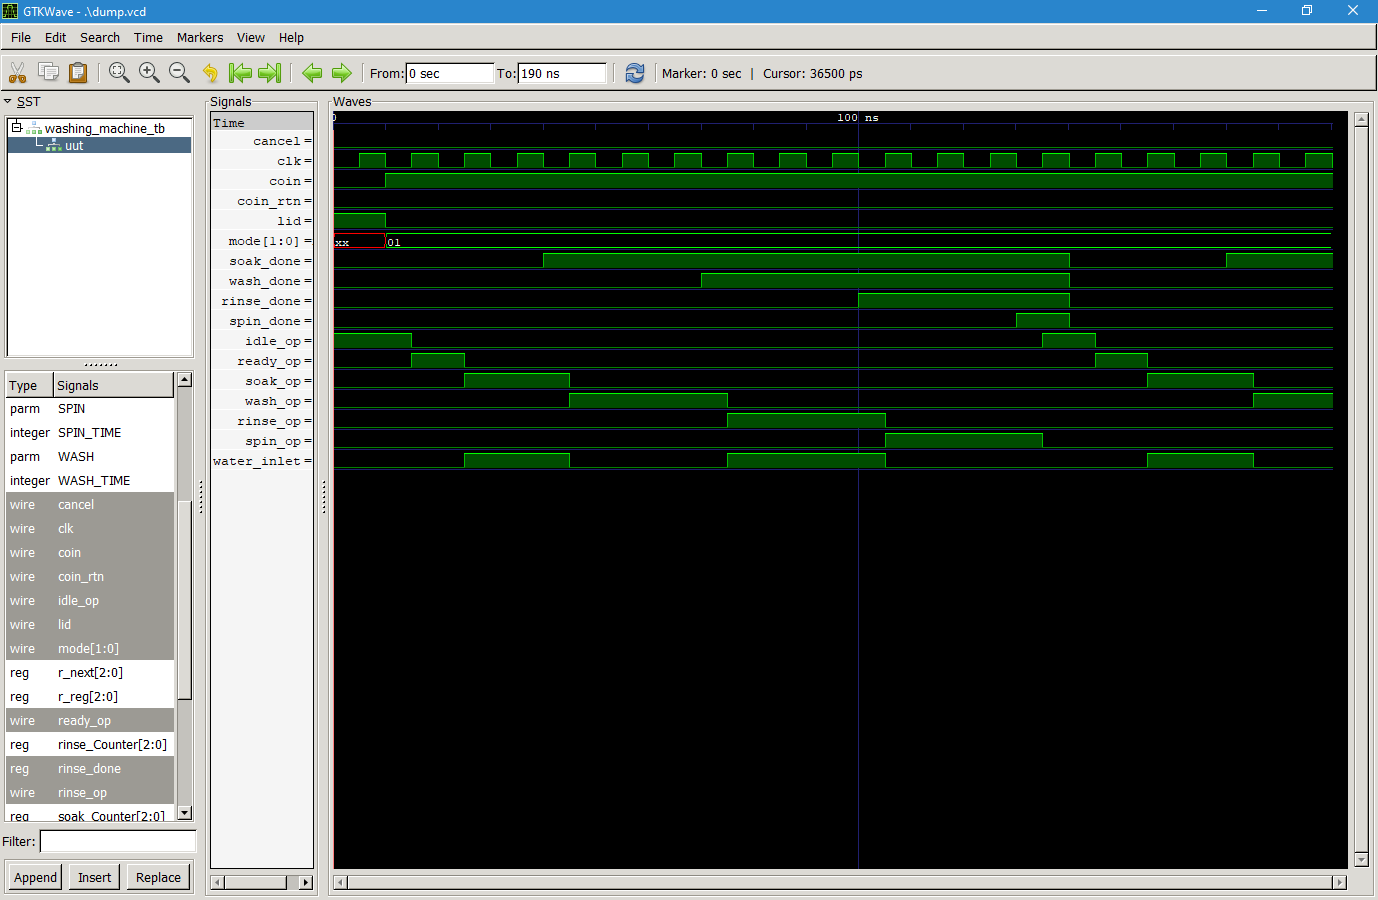 GTKWave - .\dump.vcd
File Edit Search Time Markers View Help
From: 0 sec To: 190 ns Marker: 0 sec | Cursor: 36500 ps
SST
washing_machine_tb
uut
Type Signals
parm SPIN
integer SPIN_TIME
parm WASH
integer WASH_TIME
wire cancel
wire clk
wire coin
wire coin_rtn
wire idle_op
wire lid
wire mode[1:0]
reg r_next[2:0]
reg r_reg[2:0]
wire ready_op
reg rinse_Counter[2:0]
reg rinse_done
wire rinse_op
reg soak_Counter[2:0]
Filter:
Append Insert Replace
Signals
Time
cancel=
clk=
coin=
coin_rtn=
lid=
mode[1:0]=
soak_done=
wash_done=
rinse_done=
spin_done=
idle_op=
ready_op=
soak_op=
wash_op=
rinse_op=
spin_op=
water_inlet=
Waves
0 100 ns
xx 01